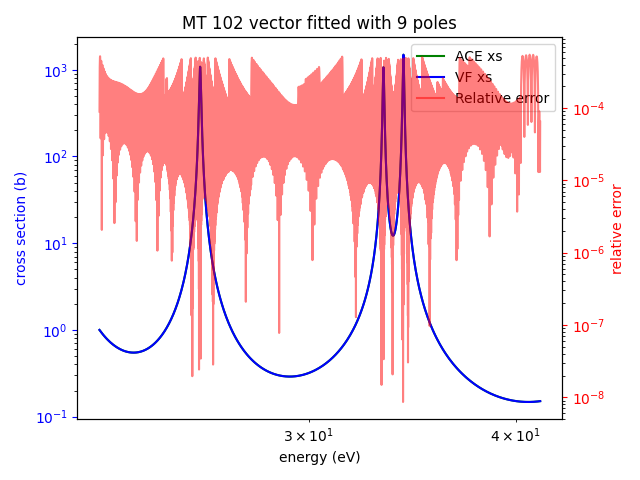 MT 102 vector fitted with 9 poles
ACE xs
VF xs
Relative error
10³
10²
10¹
10⁰
10⁻¹
cross section (b)
10⁻⁴
10⁻⁵
10⁻⁶
10⁻⁷
10⁻⁸
relative error
3 × 10¹
4 × 10¹
energy (eV)